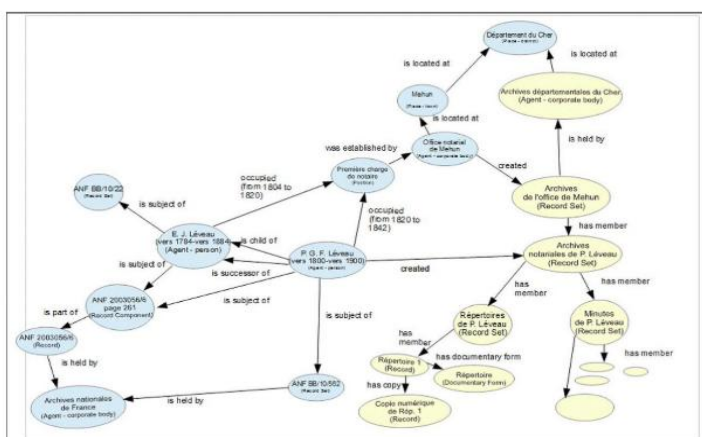 Département du Cher
(Place - district)
is located at
is located at
Mehun
(Place - town)
Archives départementales du Cher
(Agent - corporate body)
is located at
was established by
Office notarial
de Mehun
(Agent - corporate body)
is held by
ANF BB/10/22
(Record Set)
occupied
(from 1804 to
1820)
Première charge
de notaire
(Position)
created
is subject of
Archives
de l'office de Mehun
(Record Set)
E. J. Léveau
(vers 1784-vers 1884)
(Agent - person)
is child of
occupied
(from 1820 to
1842)
has member
P. G. F. Léveau
(vers 1800-vers 1900)
(Agent - person)
Archives
notariales de P. Léveau
(Record Set)
is subject of
is successor of
created
has member
has member
ANF 2003056/6
page 261
(Record Component)
is subject of
is subject of
is part of
Répertoires
de P. Léveau
(Record Set)
Minutes
de P. Léveau
(Record Set)
ANF 2003056/6
(Record)
has
member
has documentary form
has member
Répertoire 1
(Record)
is held by
Répertoire
(Documentary Form)
has copy
ANF BB/10/562
(Record Set)
Archives nationales
de France
(Agent - corporate body)
is held by
Copie numérique
de Rép. 1
(Record)